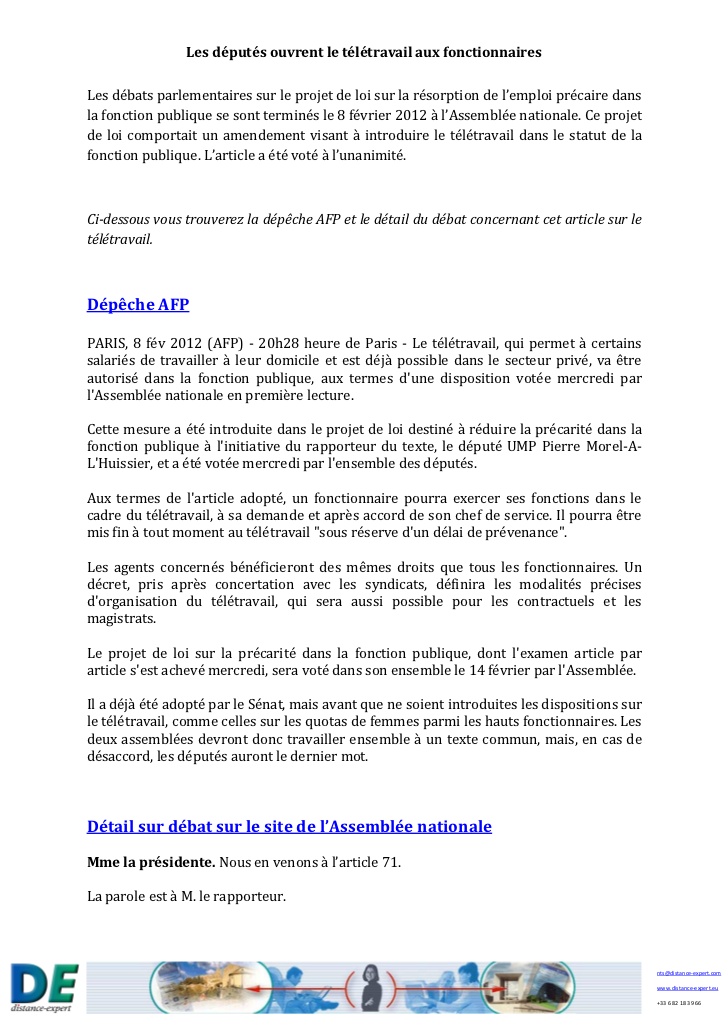 Les députés ouvrent le télétravail aux fonctionnaires
Les débats parlementaires sur le projet de loi sur la résorption de l’emploi précaire dans
la fonction publique se sont terminés le 8 février 2012 à l’Assemblée nationale. Ce projet
de loi comportait un amendement visant à introduire le télétravail dans le statut de la
fonction publique. L’article a été voté à l’unanimité.
Ci-dessous vous trouverez la dépêche AFP et le détail du débat concernant cet article sur le
télétravail.
Dépêche AFP
PARIS, 8 fév 2012 (AFP) - 20h28 heure de Paris - Le télétravail, qui permet à certains
salariés de travailler à leur domicile et est déjà possible dans le secteur privé, va être
autorisé dans la fonction publique, aux termes d'une disposition votée mercredi par
l'Assemblée nationale en première lecture.
Cette mesure a été introduite dans le projet de loi destiné à réduire la précarité dans la
fonction publique à l'initiative du rapporteur du texte, le député UMP Pierre Morel-A-
L'Huissier, et a été votée mercredi par l'ensemble des députés.
Aux termes de l'article adopté, un fonctionnaire pourra exercer ses fonctions dans le
cadre du télétravail, à sa demande et après accord de son chef de service. Il pourra être
mis fin à tout moment au télétravail "sous réserve d'un délai de prévenance".
Les agents concernés bénéficieront des mêmes droits que tous les fonctionnaires. Un
décret, pris après concertation avec les syndicats, définira les modalités précises
d'organisation du télétravail, qui sera aussi possible pour les contractuels et les
magistrats.
Le projet de loi sur la précarité dans la fonction publique, dont l'examen article par
article s'est achevé mercredi, sera voté dans son ensemble le 14 février par l'Assemblée.
Il a déjà été adopté par le Sénat, mais avant que ne soient introduites les dispositions sur
le télétravail, comme celles sur les quotas de femmes parmi les hauts fonctionnaires. Les
deux assemblées devront donc travailler ensemble à un texte commun, mais, en cas de
désaccord, les députés auront le dernier mot.
Détail sur débat sur le site de l’Assemblée nationale
Mme la présidente. Nous en venons à l’article 71.
La parole est à M. le rapporteur.
DE
distance-expert
nts@distance-expert.com
www.distance-expert.eu
+33 6 82 18 39 66